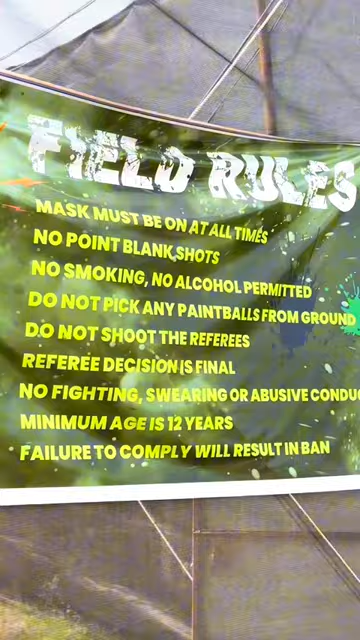 FIELD RULES
MASK MUST BE ON AT ALL TIMES
NO POINT BLANK SHOTS
NO SMOKING, NO ALCOHOL PERMITTED
DO NOT PICK ANY PAINTBALLS FROM GROUND
DO NOT SHOOT THE REFEREES
REFEREE DECISION IS FINAL
NO FIGHTING, SWEARING OR ABUSIVE CONDUC
MINIMUM AGE IS 12 YEARS
FAILURE TO COMPLY WILL RESULT IN BAN